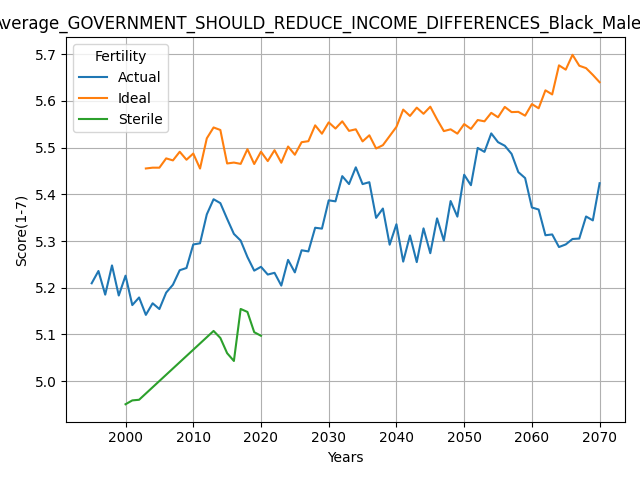 Average_GOVERNMENT_SHOULD_REDUCE_INCOME_DIFFERENCES_Black_Male
Fertility
Actual
Ideal
Sterile
5.7
5.6
5.5
5.4
5.3
5.2
5.1
5.0
Score(1-7)
2000 2010 2020 2030 2040 2050 2060 2070
Years